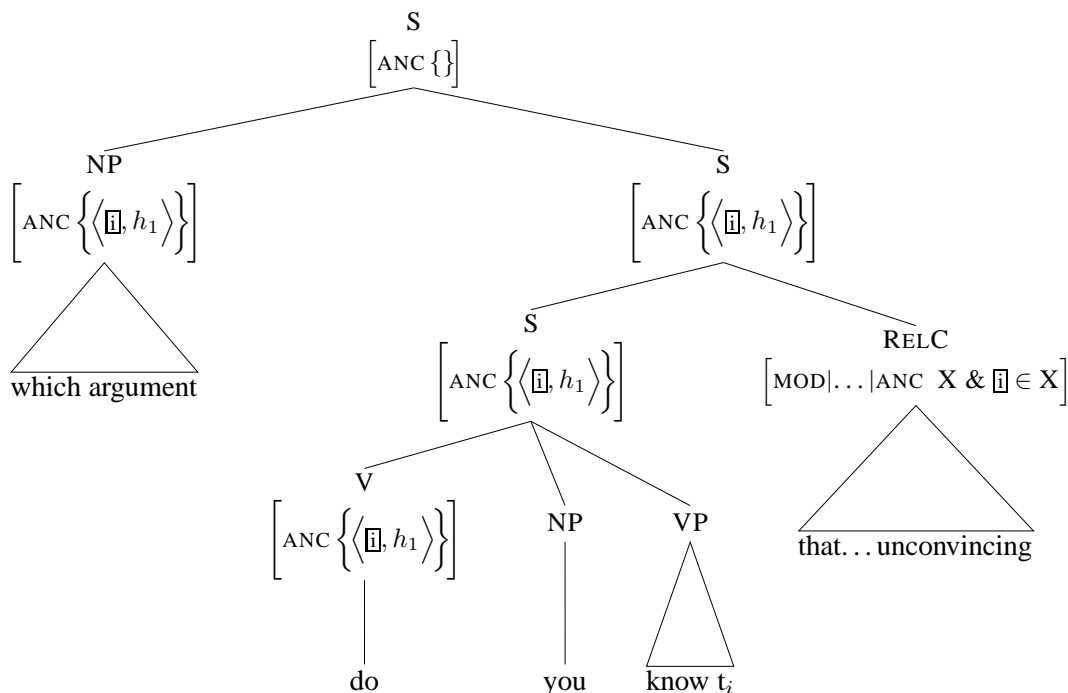 S
[ANC {}]
NP
[ANC {⟨[i], h₁⟩}]
which argument
S
[ANC {⟨[i], h₁⟩}]
S
[ANC {⟨[i], h₁⟩}]
RELC
[MOD|...|ANC X & [i] ∈ X]
V
[ANC {⟨[i], h₁⟩}]
NP
VP
that... unconvincing
do
you
know tᵢ